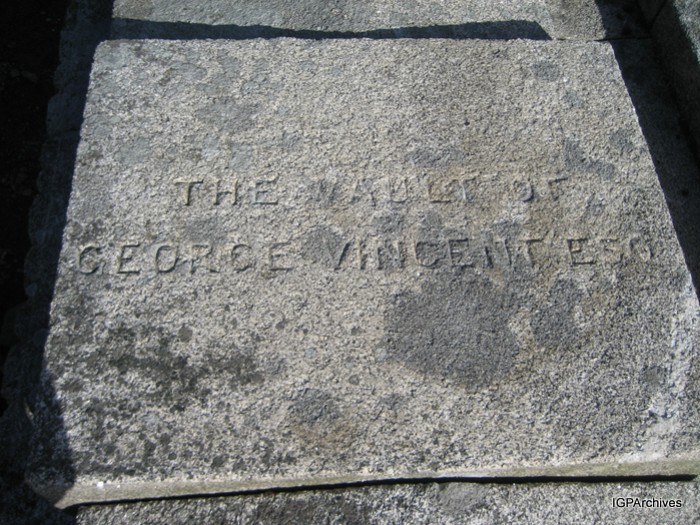 THE VAULT OF
GEORGE VINCENT ESQ
IGPArchives